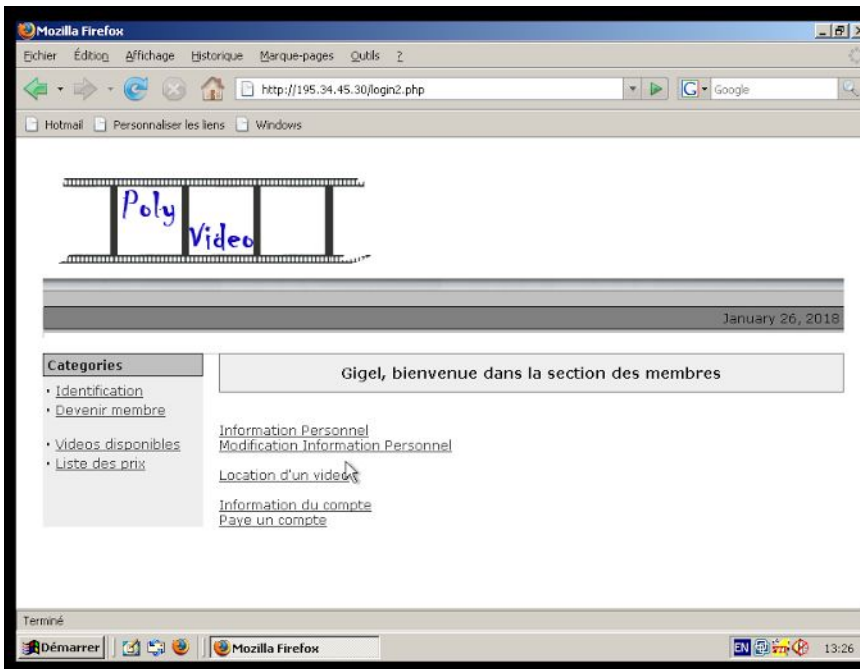 Mozilla Firefox
Fichier Édition Affichage Historique Marque-pages Outils ?
http://195.34.45.30/login2.php
G Google
Hotmail Personnaliser les liens Windows
Poly
Video
January 26, 2018
Categories
Gigel, bienvenue dans la section des membres
• Identification
• Devenir membre
• Videos disponibles
• Liste des prix
Information Personnel
Modification Information Personnel
Location d'un video
Information du compte
Paye un compte
Terminé
Démarrer
Mozilla Firefox
EN
13:26